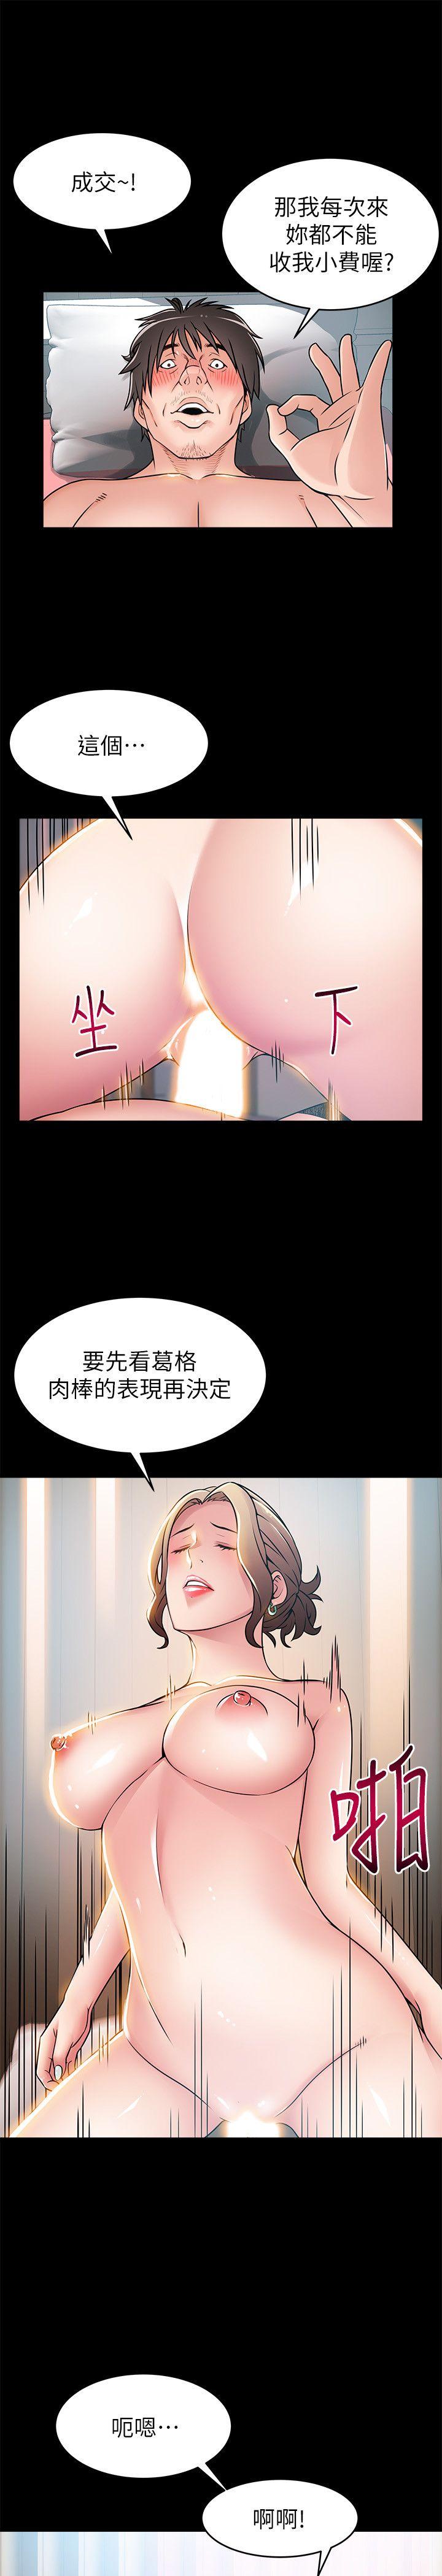 成交~!
那我每次來
妳都不能
收我小費喔?
這個⋯
坐下
要先看葛格
肉棒的表現再決定
啪
呃嗯⋯
啊啊!